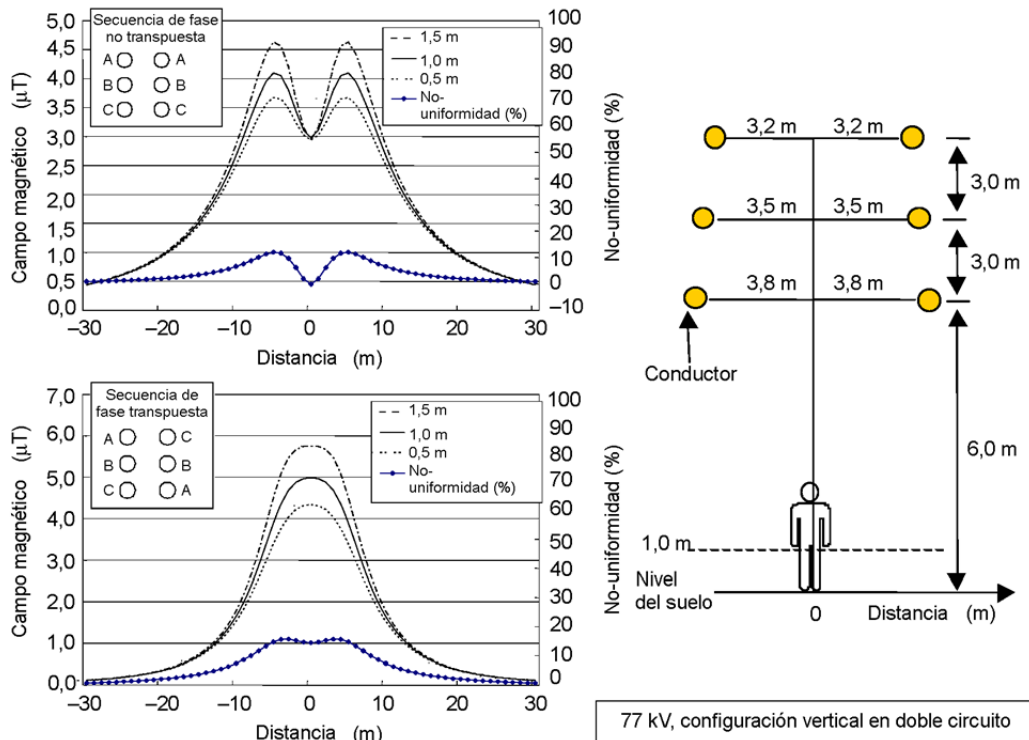 5,0
4,5
4,0
3,5
3,0
2,5
2,0
1,5
1,0
0,5
0,0
Campo magnético (µT)
Secuencia de fase
no transpuesta
A A
B B
C C
1,5 m
1,0 m
0,5 m
No-
uniformidad (%)
100
90
80
70
60
50
40
30
20
10
0
–10
No-uniformidad (%)
–30 –20 –10 0 10 20 30
Distancia (m)
7,0
6,0
5,0
4,0
3,0
2,0
1,0
0,0
Campo magnético (µT)
Secuencia de
fase transpuesta
A C
B B
C A
1,5 m
1,0 m
0,5 m
No-
uniformidad (%)
100
90
80
70
60
50
40
30
20
10
0
No-uniformidad (%)
–30 –20 –10 0 10 20 30
Distancia (m)
3,2 m 3,2 m
3,0 m
3,5 m 3,5 m
3,0 m
3,8 m 3,8 m
Conductor
6,0 m
1,0 m
Nivel
del suelo
0 Distancia (m)
77 kV, configuración vertical en doble circuito